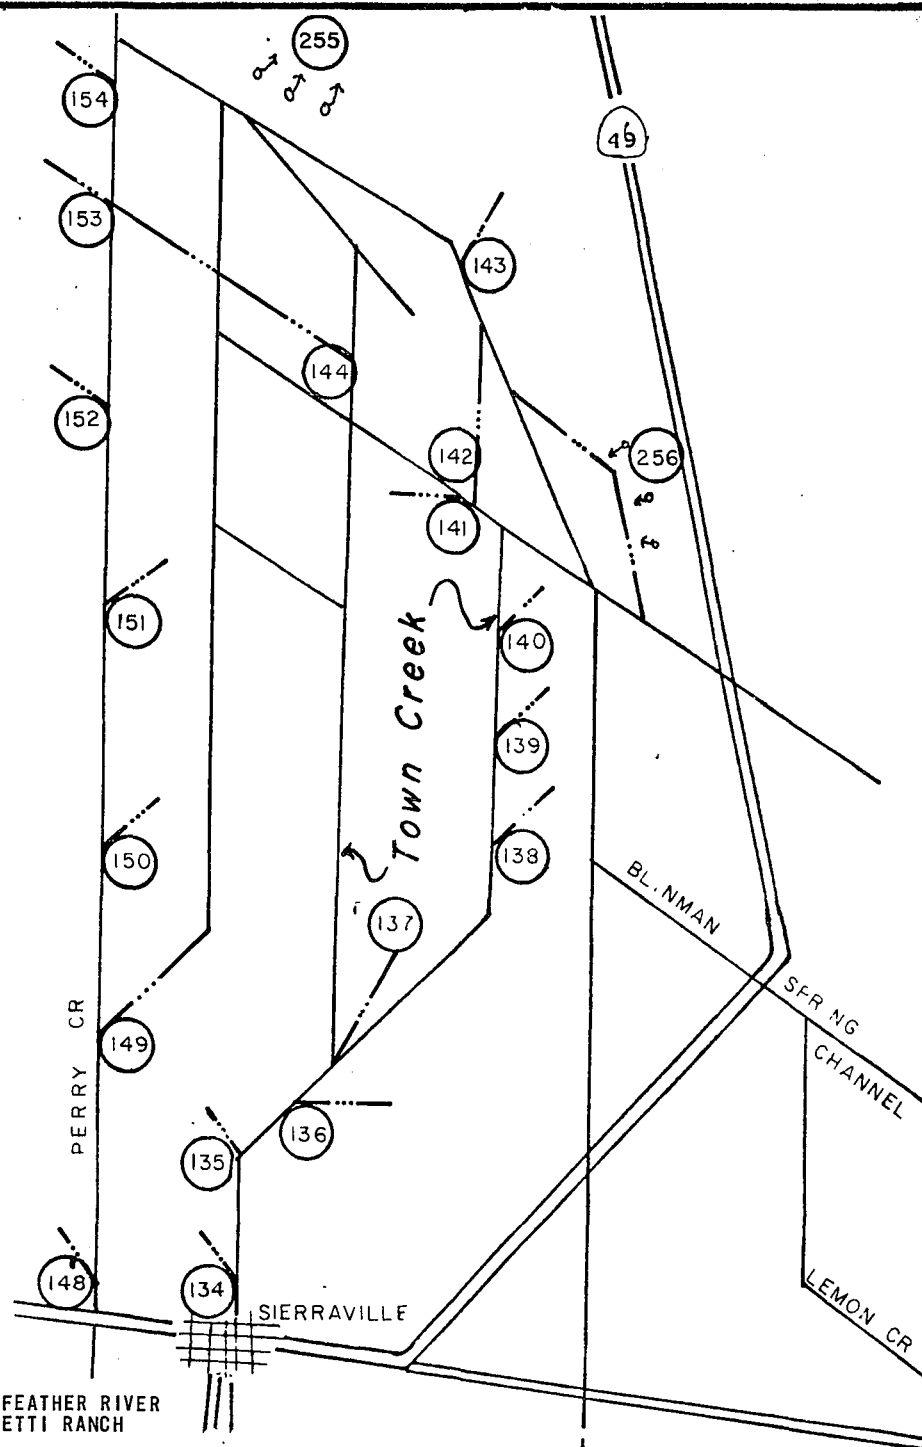 255
154
49
153
143
144
152
142
256
141
151
140
Town Creek
139
150
138
BL.NMAN
137
SPR NG
CHANNEL
149
PERRY CR
136
135
148
134
SIERRAVILLE
LEMON CR
FEATHER RIVER
ETTI RANCH